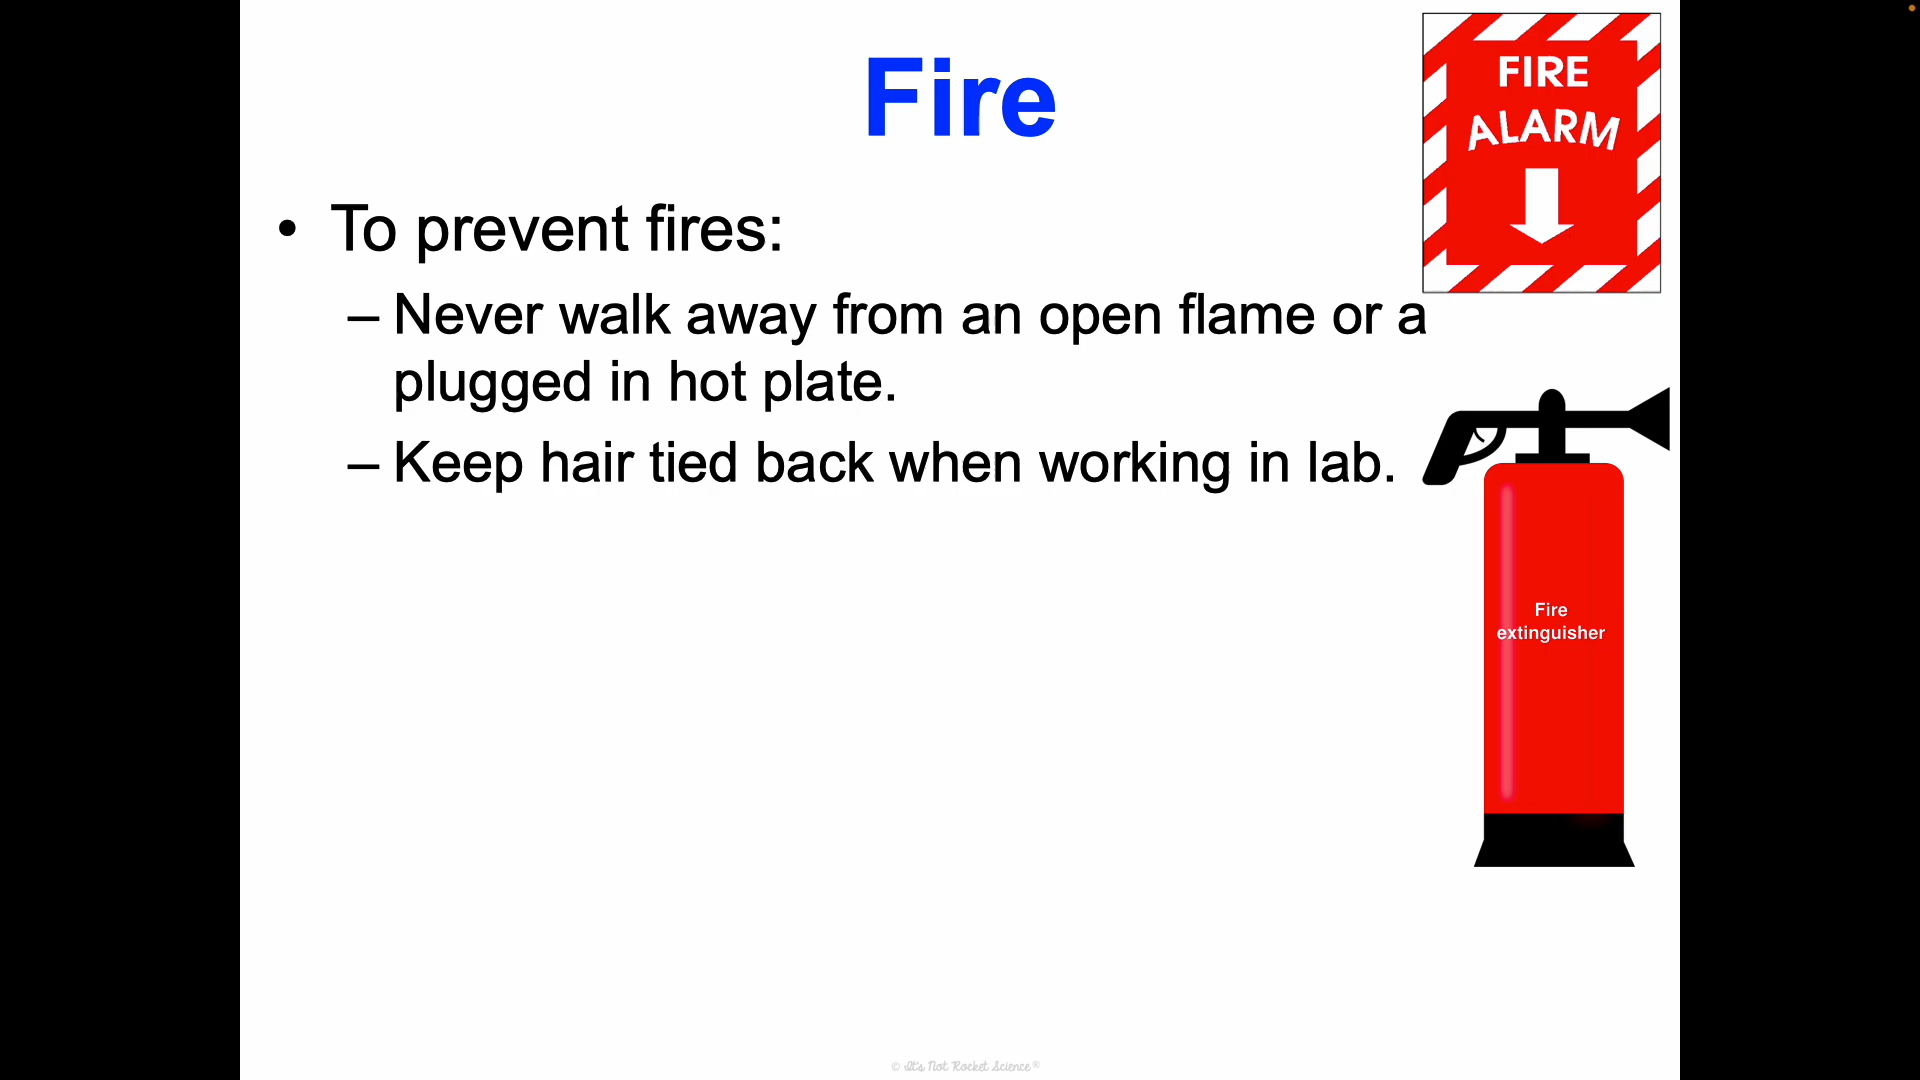 Fire
FIRE
ALARM
• To prevent fires:
– Never walk away from an open flame or a
plugged in hot plate.
– Keep hair tied back when working in lab.
Fire
extinguisher
© It's Not Rocket Science®